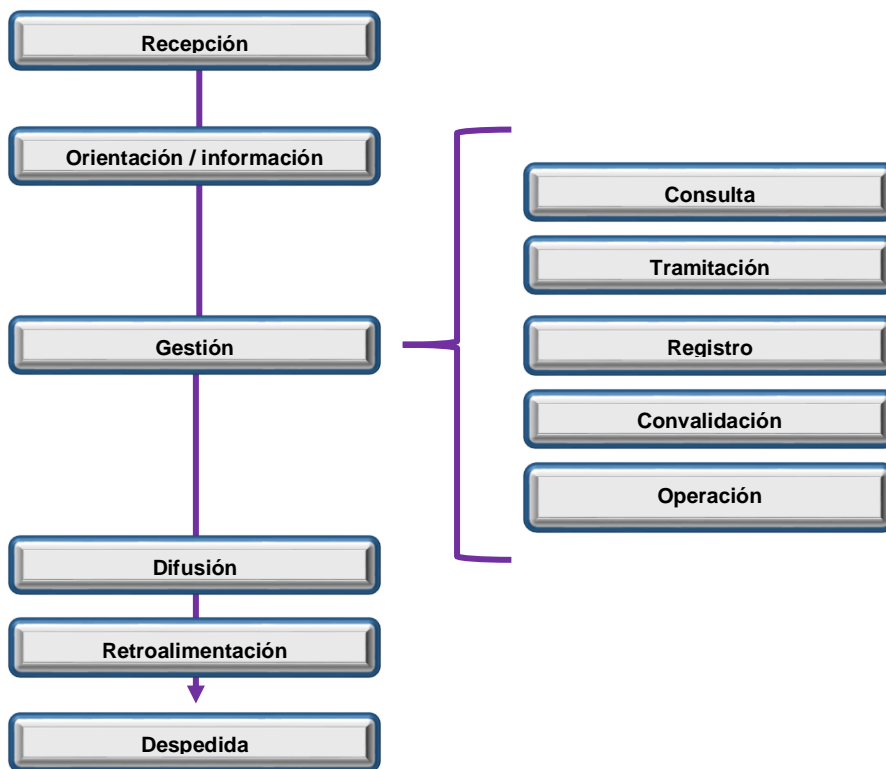 Recepción
Orientación / información
Consulta
Tramitación
Gestión
Registro
Convalidación
Operación
Difusión
Retroalimentación
Despedida